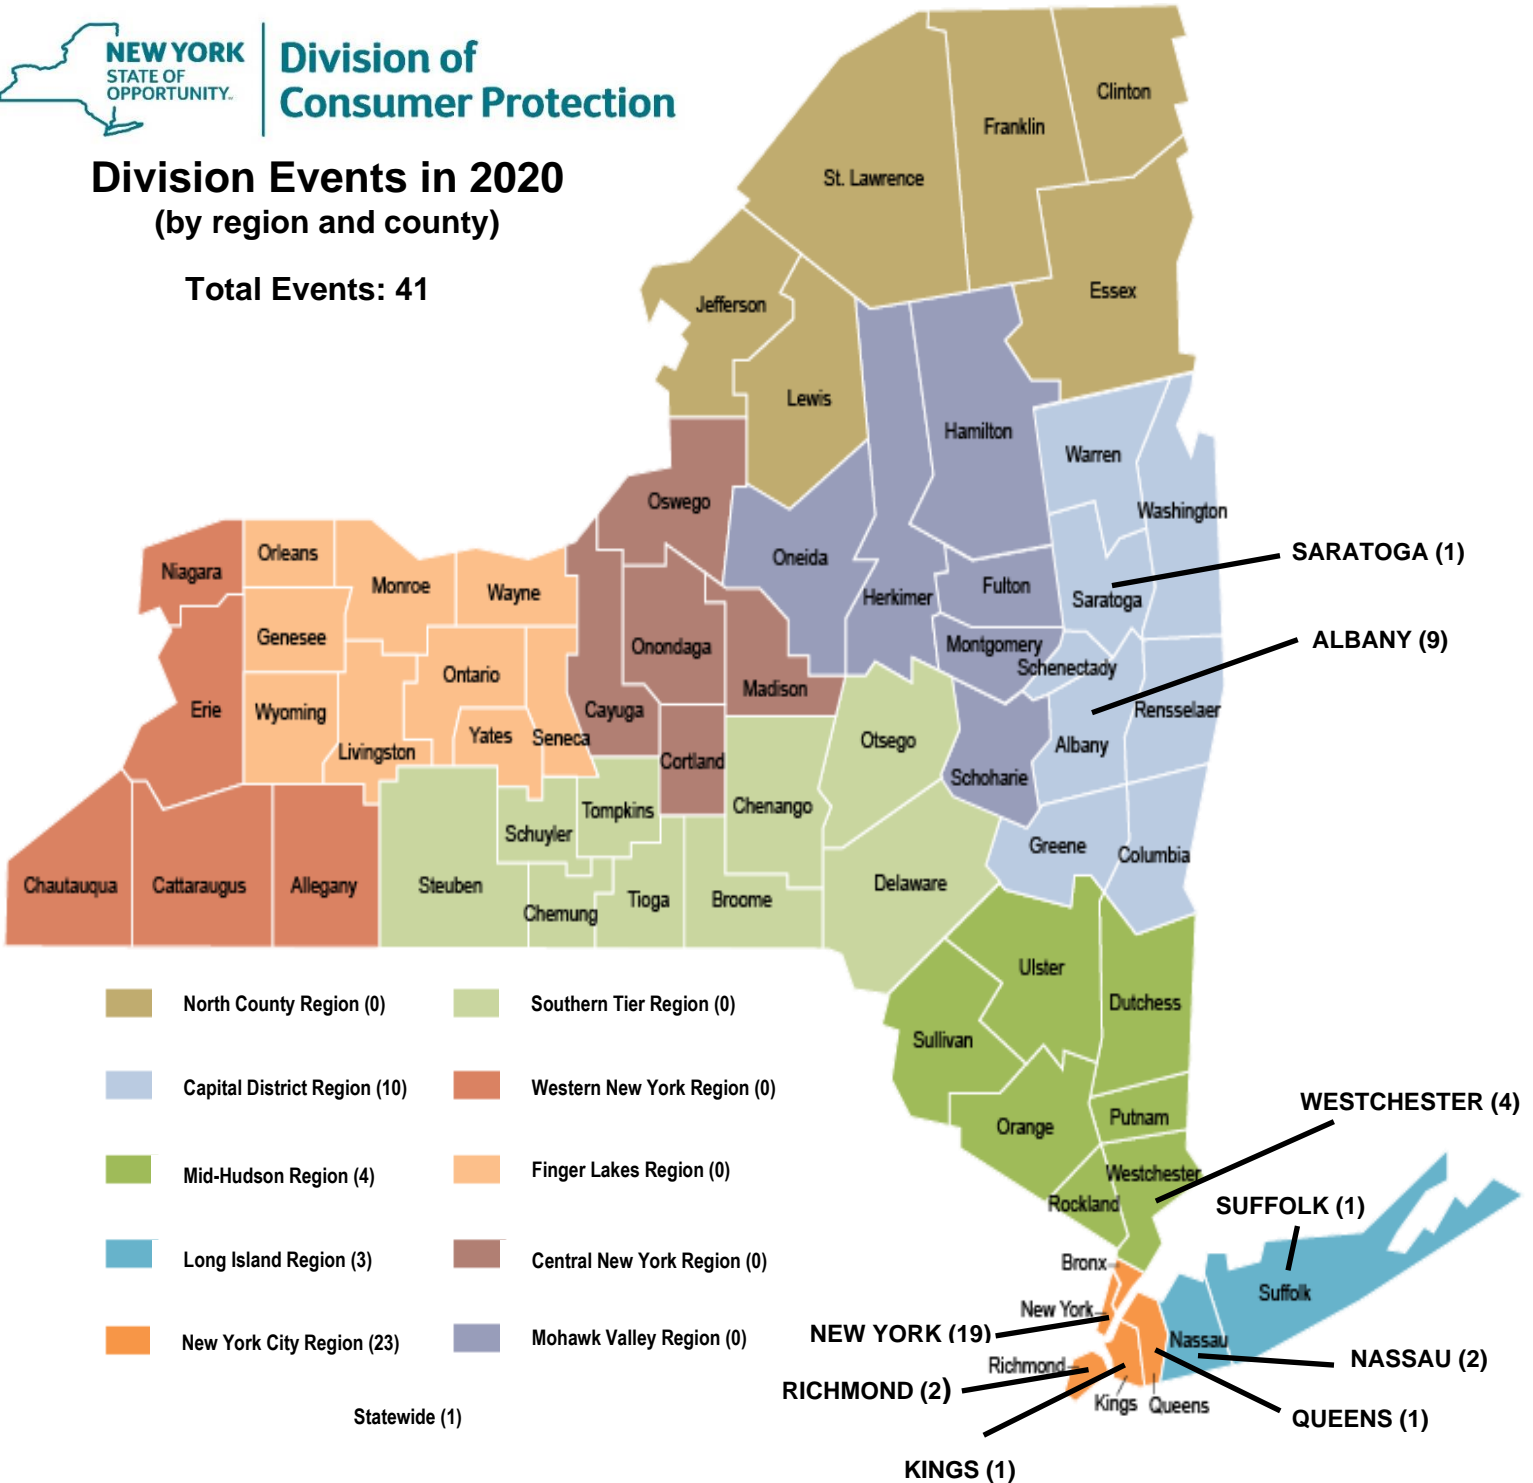 NEW YORK
STATE OF
OPPORTUNITY.
Division of
Consumer Protection
Division Events in 2020
(by region and county)
Total Events: 41
Clinton
Franklin
St. Lawrence
Essex
Jefferson
Lewis
Hamilton
Warren
Washington
Oswego
Oneida
Herkimer
Fulton
Saratoga
SARATOGA (1)
Niagara
Orleans
Monroe
Wayne
Genesee
Onondaga
Montgomery
Schenectady
ALBANY (9)
Ontario
Madison
Erie
Wyoming
Cayuga
Rensselaer
Livingston
Yates
Seneca
Otsego
Albany
Cortland
Schoharie
Chenango
Tompkins
Schuyler
Greene
Columbia
Chautauqua
Cattaraugus
Allegany
Steuben
Chemung
Tioga
Broome
Delaware
Ulster
Dutchess
Sullivan
Orange
Putnam
Westchester
WESTCHESTER (4)
Rockland
SUFFOLK (1)
Bronx
Suffolk
New York
NEW YORK (19)
Nassau
NASSAU (2)
Richmond
RICHMOND (2)
Kings
Queens
QUEENS (1)
KINGS (1)
North County Region (0)
Southern Tier Region (0)
Capital District Region (10)
Western New York Region (0)
Mid-Hudson Region (4)
Finger Lakes Region (0)
Long Island Region (3)
Central New York Region (0)
New York City Region (23)
Mohawk Valley Region (0)
Statewide (1)